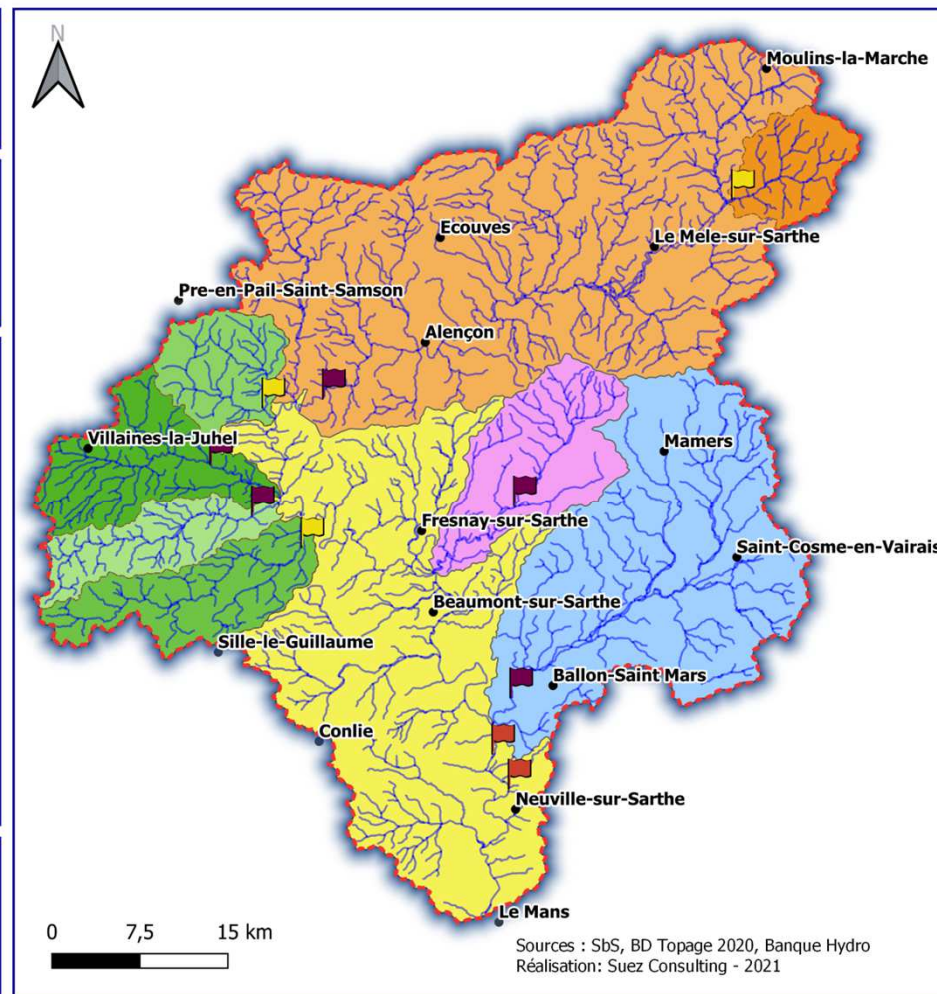 N
Moulins-la-Marche
Ecouves
Le Mele-sur-Sarthe
Pre-en-Pail-Saint-Samson
Alençon
Villaines-la-Juhel
Mamers
Fresnay-sur-Sarthe
Saint-Cosme-en-Vairais
Beaumont-sur-Sarthe
Sille-le-Guillaume
Ballon-Saint Mars
Conlie
Neuville-sur-Sarthe
Le Mans
0 7,5 15 km
Sources : SbS, BD Topage 2020, Banque Hydro
Réalisation: Suez Consulting - 2021